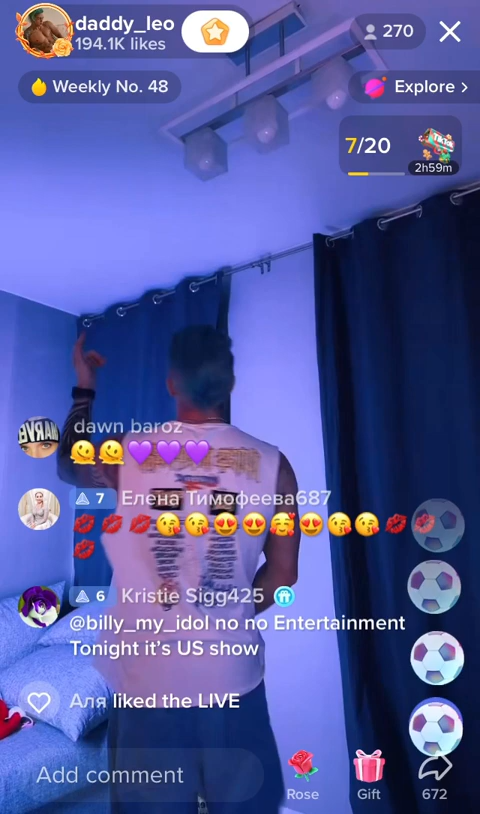 daddy_leo
194.1K likes
270
Weekly No. 48
Explore >
7/20
2h59m
dawn baroz
7 Елена Тимофеева687
6 Kristie Sigg425
@billy_my_idol no no Entertainment
Tonight it's US show
Аля liked the LIVE
Add comment
Rose
Gift
672